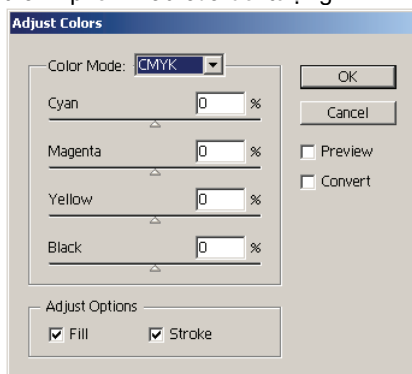 Adjust Colors
Color Mode: CMYK
OK
Cyan 0 %
Cancel
Magenta 0 %
Preview
Convert
Yellow 0 %
Black 0 %
Adjust Options
Fill Stroke